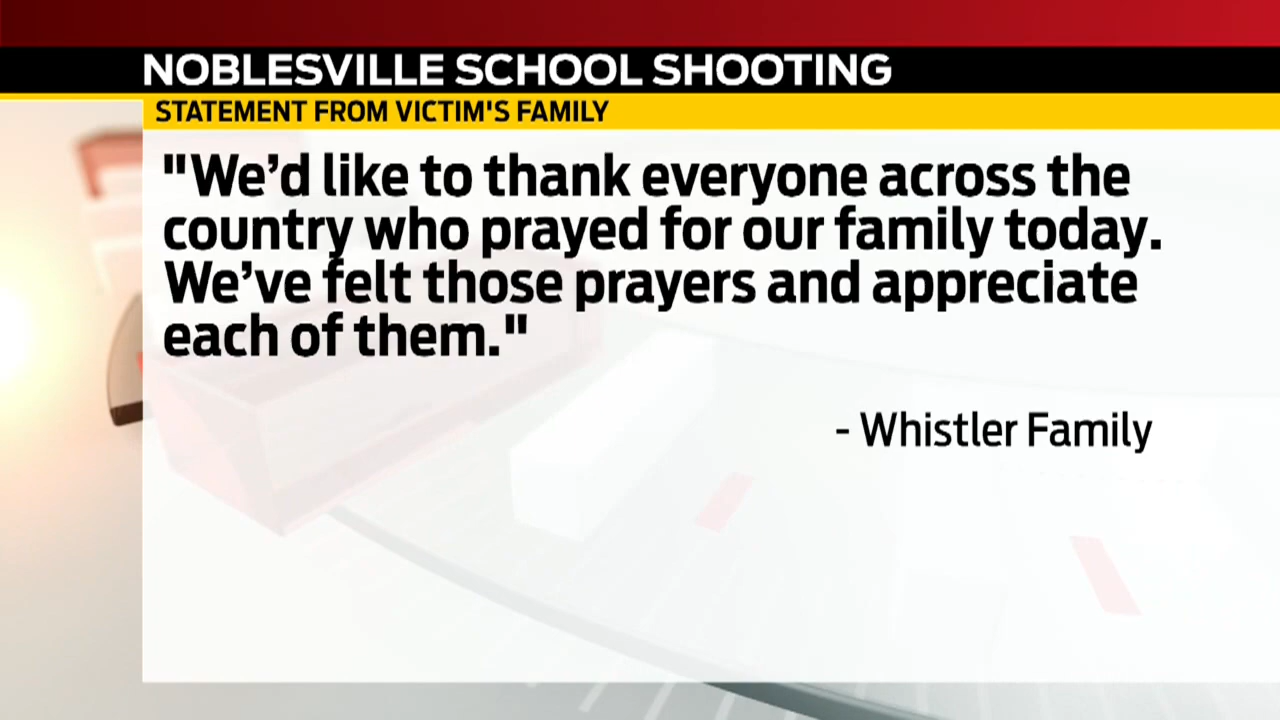 NOBLESVILLE SCHOOL SHOOTING
STATEMENT FROM VICTIM'S FAMILY
"We’d like to thank everyone across the
country who prayed for our family today.
We’ve felt those prayers and appreciate
each of them."
- Whistler Family